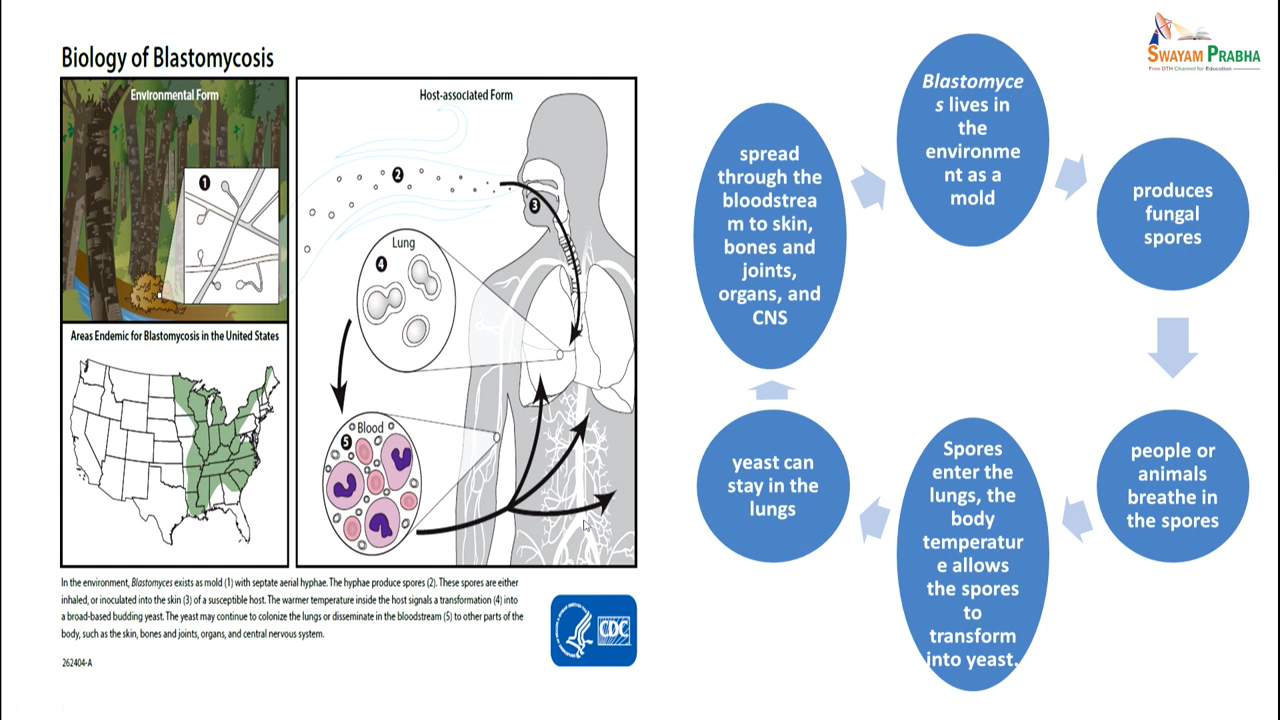 Biology of Blastomycosis
Environmental Form
1
Areas Endemic for Blastomycosis in the United States
Host-associated Form
2
3
Lung
4
Blood
5
In the environment, Blastomyces exists as mold (1) with septate aerial hyphae. The hyphae produce spores (2). These spores are either
inhaled, or inoculated into the skin (3) of a susceptible host. The warmer temperature inside the host signals a transformation (4) into
a broad-based budding yeast. The yeast may continue to colonize the lungs or disseminate in the bloodstream (5) to other parts of the
body, such as the skin, bones and joints, organs, and central nervous system.
262404-A
CDC
SWAYAM PRABHA
Free DTH Channel for Education
Blastomyce
s lives in
the
environme
nt as a
mold
produces
fungal
spores
people or
animals
breathe in
the spores
Spores
enter the
lungs, the
body
temperatur
e allows
the spores
to
transform
into yeast.
yeast can
stay in the
lungs
spread
through the
bloodstrea
m to skin,
bones and
joints,
organs, and
CNS